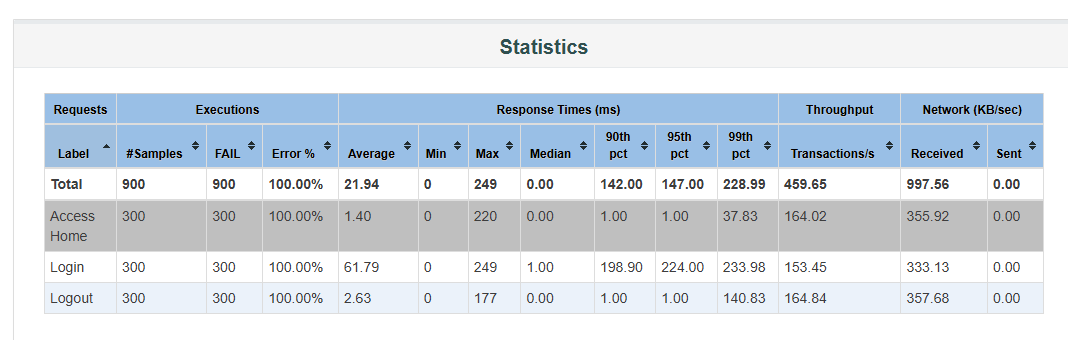 Statistics
Requests Executions Response Times (ms) Throughput Network (KB/sec)
Label #Samples FAIL Error % Average Min Max Median 90th pct 95th pct 99th pct Transactions/s Received Sent
Total 900 900 100.00% 21.94 0 249 0.00 142.00 147.00 228.99 459.65 997.56 0.00
Access Home 300 300 100.00% 1.40 0 220 0.00 1.00 1.00 37.83 164.02 355.92 0.00
Login 300 300 100.00% 61.79 0 249 1.00 198.90 224.00 233.98 153.45 333.13 0.00
Logout 300 300 100.00% 2.63 0 177 0.00 1.00 1.00 140.83 164.84 357.68 0.00